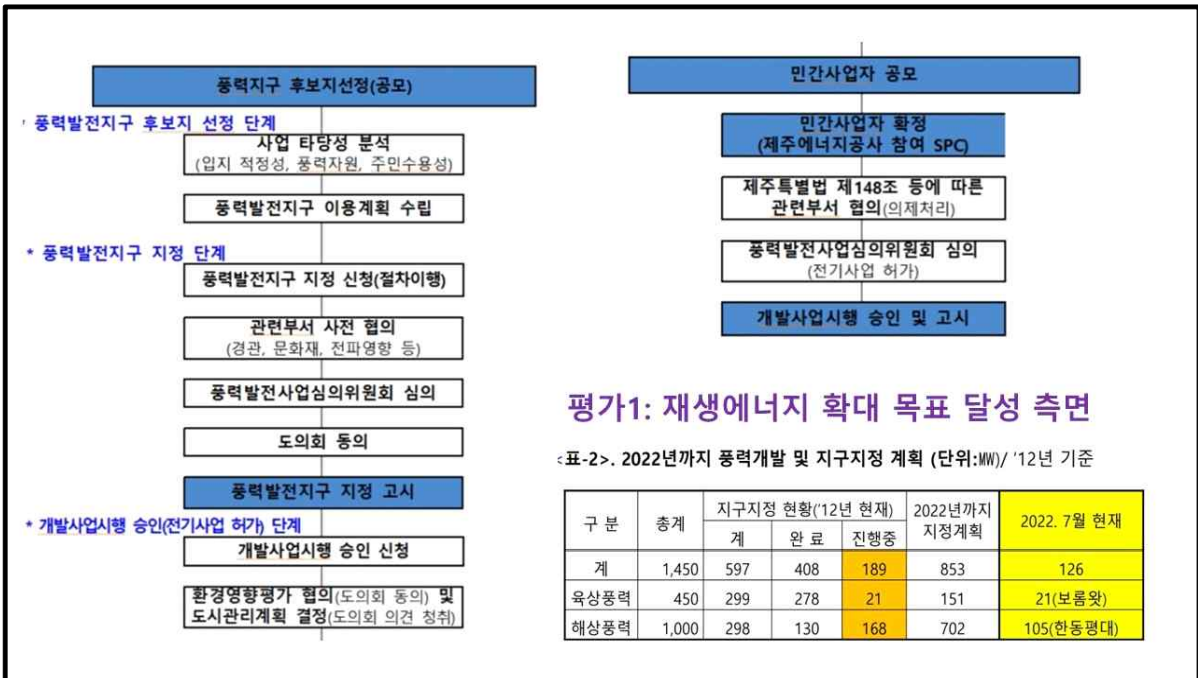 풍력지구 후보지선정(공모)
' 풍력발전지구 후보지 선정 단계
사업 타당성 분석
(입지 적정성, 풍력자원, 주민수용성)
풍력발전지구 이용계획 수립
* 풍력발전지구 지정 단계
풍력발전지구 지정 신청(절차이행)
관련부서 사전 협의
(경관, 문화재, 전파영향 등)
풍력발전사업심의위원회 심의
도의회 동의
풍력발전지구 지정 고시
* 개발사업시행 승인(전기사업 허가) 단계
개발사업시행 승인 신청
환경영향평가 협의(도의회 동의) 및
도시관리계획 결정(도의회 의견 청취)
민간사업자 공모
민간사업자 확정
(제주에너지공사 참여 SPC)
제주특별법 제148조 등에 따른
관련부서 협의(의제처리)
풍력발전사업심의위원회 심의
(전기사업 허가)
개발사업시행 승인 및 고시
평가1: 재생에너지 확대 목표 달성 측면
<표-2>. 2022년까지 풍력개발 및 지구지정 계획 (단위:MW)/ '12년 기준
구 분 총계 지구지정 현황('12년 현재) 2022년까지 지정계획 2022. 7월 현재
계 완 료 진행중
계 1,450 597 408 189 853 126
육상풍력 450 299 278 21 151 21(보롬왓)
해상풍력 1,000 298 130 168 702 105(한동평대)